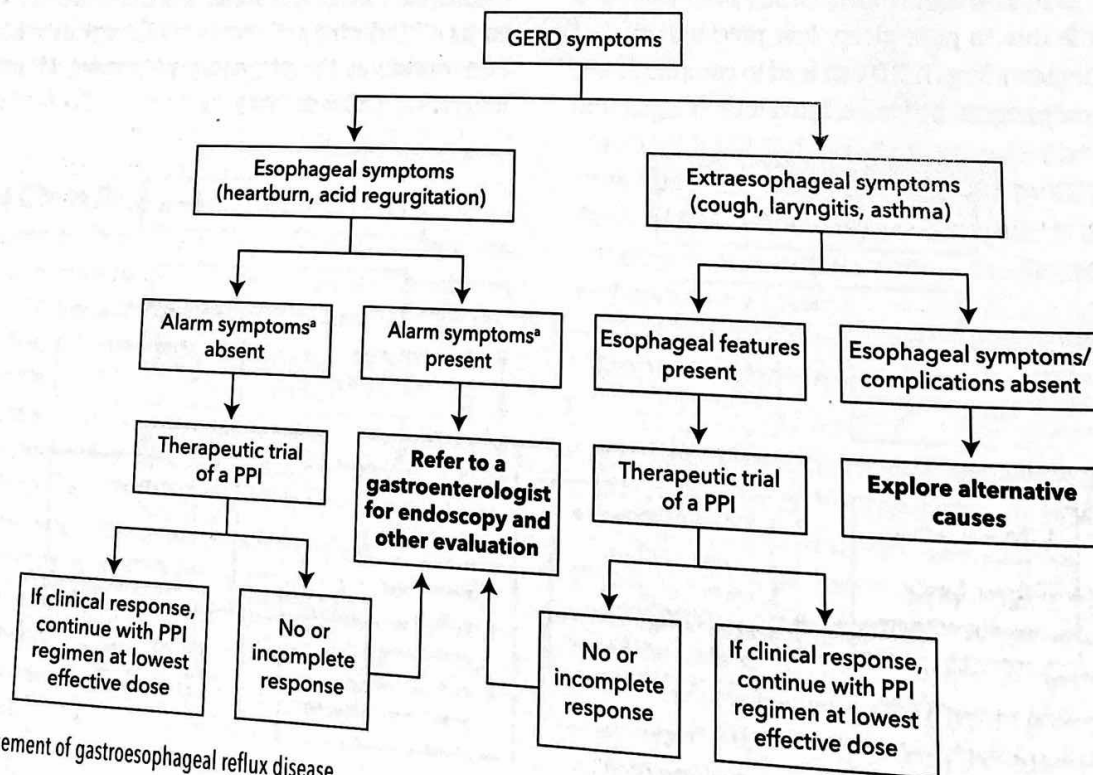 GERD symptoms
Esophageal symptoms
(heartburn, acid regurgitation)
Extraesophageal symptoms
(cough, laryngitis, asthma)
Alarm symptomsᵃ
absent
Alarm symptomsᵃ
present
Esophageal features
present
Esophageal symptoms/
complications absent
Therapeutic trial
of a PPI
Refer to a
gastroenterologist
for endoscopy and
other evaluation
Therapeutic trial
of a PPI
Explore alternative
causes
If clinical response,
continue with PPI
regimen at lowest
effective dose
No or
incomplete
response
No or
incomplete
response
If clinical response,
continue with PPI
regimen at lowest
effective dose
of gastroesophageal reflux disease